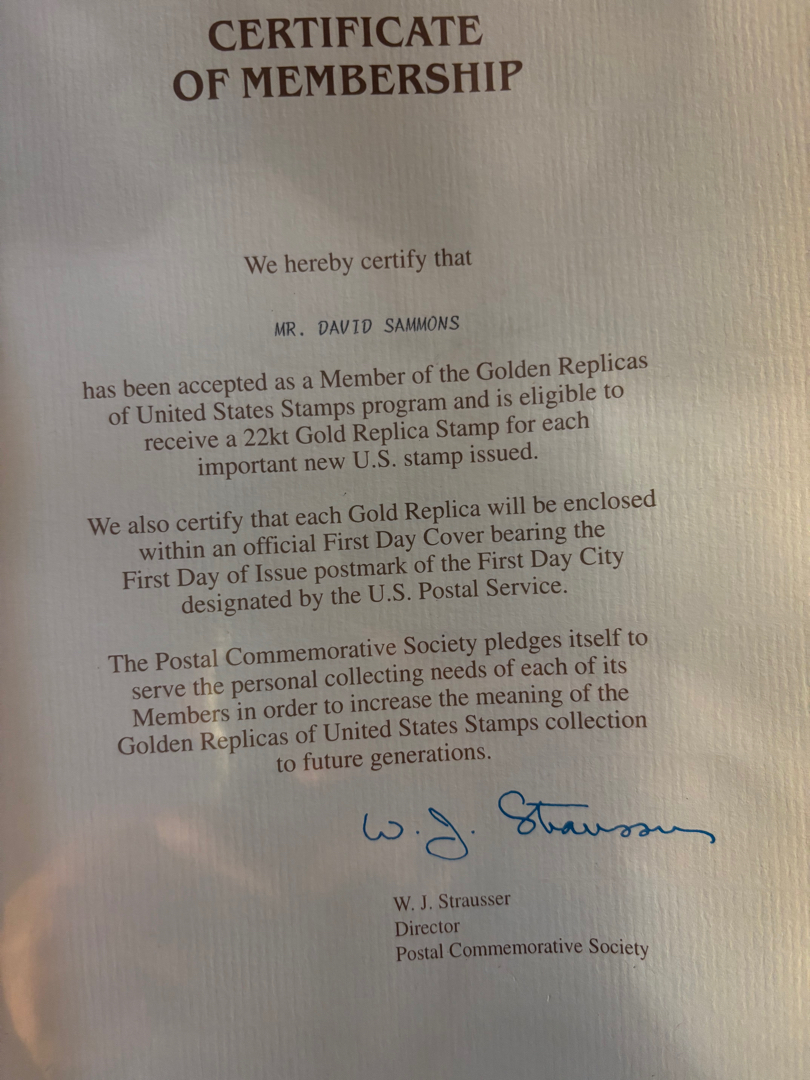 CERTIFICATE
OF MEMBERSHIP
We hereby certify that
MR. DAVID SAMMONS
has been accepted as a Member of the Golden Replicas
of United States Stamps program and is eligible to
receive a 22kt Gold Replica Stamp for each
important new U.S. stamp issued.
We also certify that each Gold Replica will be enclosed
within an official First Day Cover bearing the
First Day of Issue postmark of the First Day City
designated by the U.S. Postal Service.
The Postal Commemorative Society pledges itself to
serve the personal collecting needs of each of its
Members in order to increase the meaning of the
Golden Replicas of United States Stamps collection
to future generations.
W. J. Strausser
W. J. Strausser
Director
Postal Commemorative Society